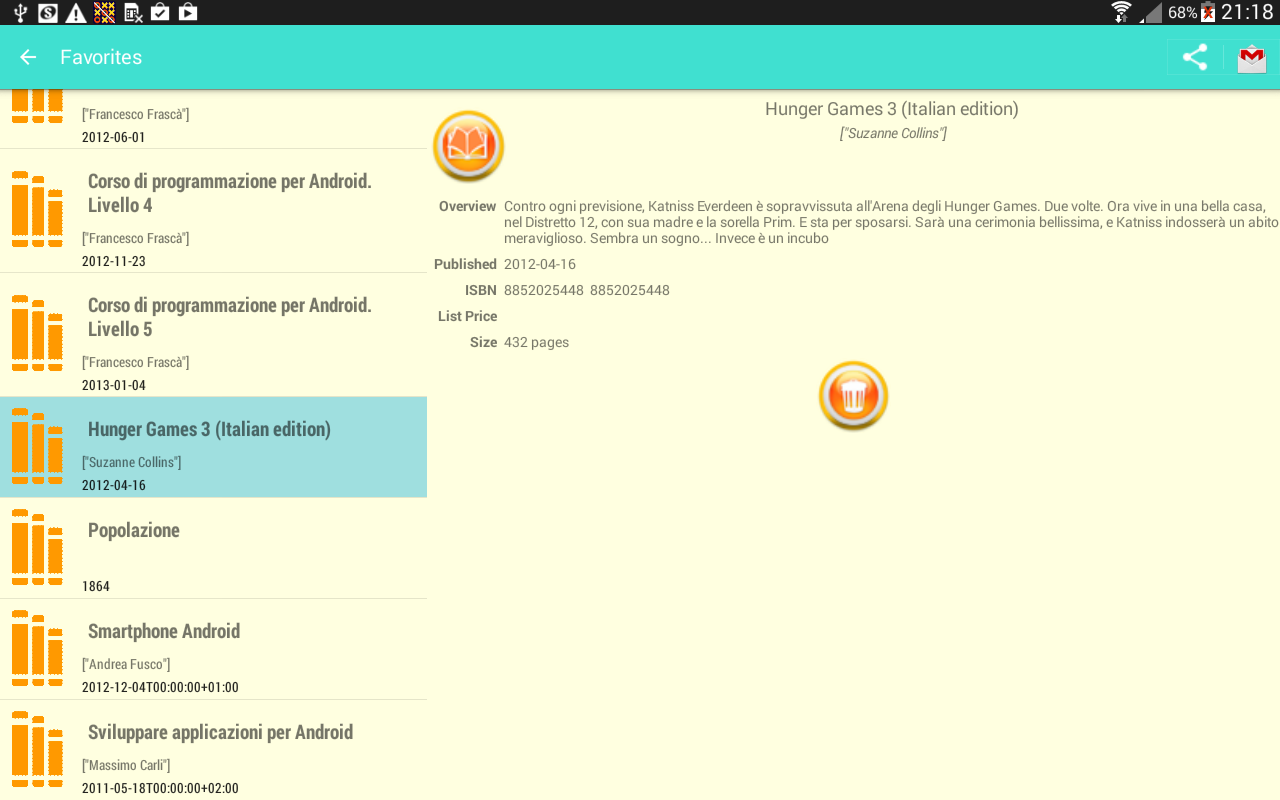 68% 21:18
Favorites
["Francesco Frascà"]
2012-06-01
Corso di programmazione per Android.
Livello 4
["Francesco Frascà"]
2012-11-23
Corso di programmazione per Android.
Livello 5
["Francesco Frascà"]
2013-01-04
Hunger Games 3 (Italian edition)
["Suzanne Collins"]
2012-04-16
Popolazione
1864
Smartphone Android
["Andrea Fusco"]
2012-12-04T00:00:00+01:00
Sviluppare applicazioni per Android
["Massimo Carli"]
2011-05-18T00:00:00+02:00
Hunger Games 3 (Italian edition)
["Suzanne Collins"]
Overview Contro ogni previsione, Katniss Everdeen è sopravvissuta all'Arena degli Hunger Games. Due volte. Ora vive in una bella casa,
nel Distretto 12, con sua madre e la sorella Prim. E sta per sposarsi. Sarà una cerimonia bellissima, e Katniss indosserà un abito
meraviglioso. Sembra un sogno... Invece è un incubo
Published 2012-04-16
ISBN 8852025448 8852025448
List Price
Size 432 pages